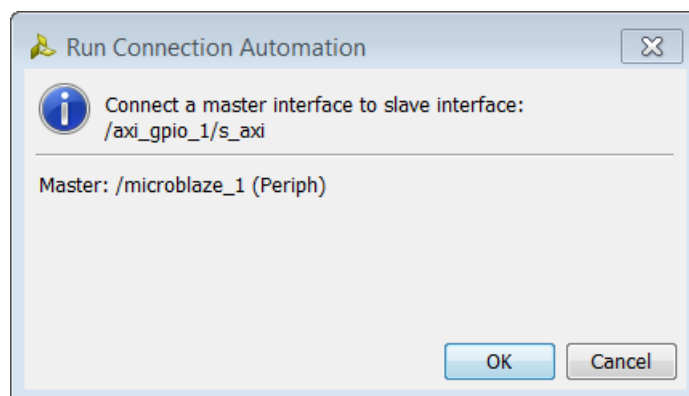 Run Connection Automation
Connect a master interface to slave interface:
/axi_gpio_1/s_axi
Master: /microblaze_1 (Periph)
OK Cancel